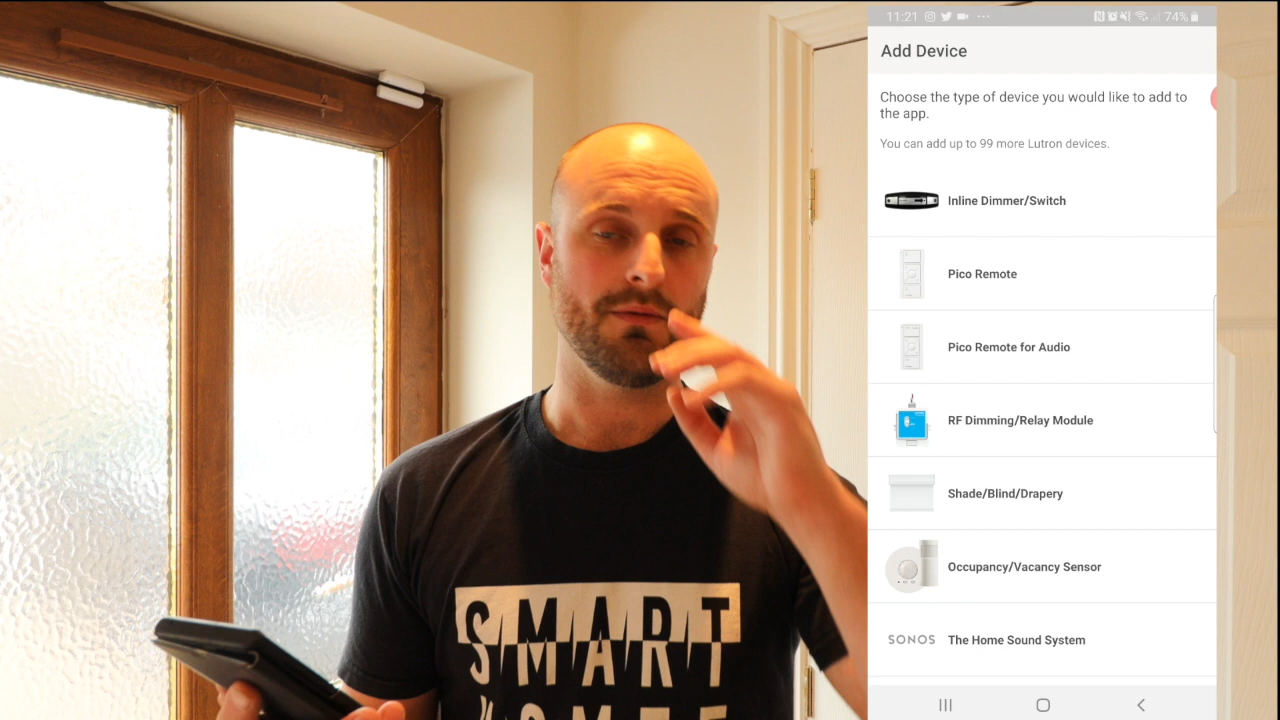 11:21
74%
Add Device
Choose the type of device you would like to add to
the app.
You can add up to 99 more Lutron devices.
Inline Dimmer/Switch
Pico Remote
Pico Remote for Audio
RF Dimming/Relay Module
Shade/Blind/Drapery
Occupancy/Vacancy Sensor
SONOS The Home Sound System
SMART